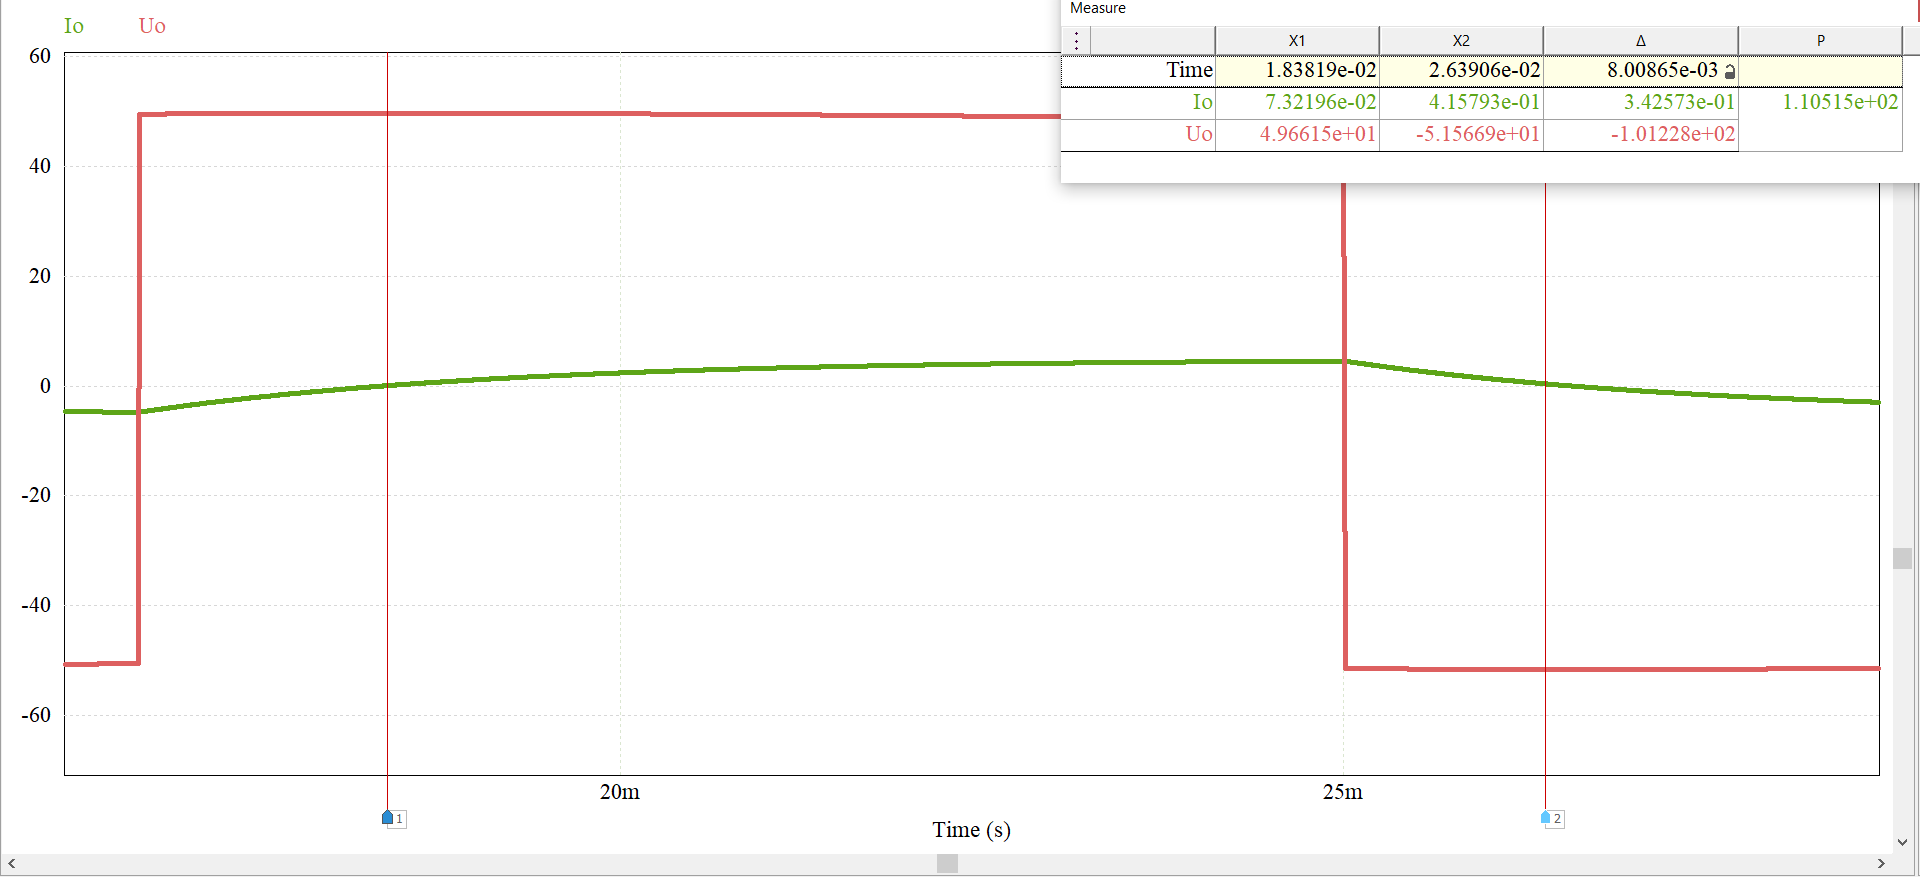 Measure
Io Uo
X1 X2 Δ P
Time 1.83819e-02 2.63906e-02 8.00865e-03
Io 7.32196e-02 4.15793e-01 3.42573e-01 1.10515e+02
Uo 4.96615e+01 -5.15669e+01 -1.01228e+02
60
40
20
0
-20
-40
-60
20m 25m
1 2
Time (s)